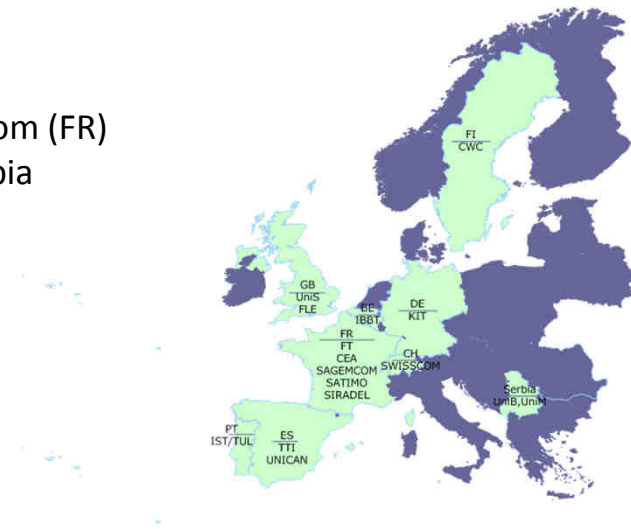 om (FR)
bia
FI
CWC
GB
UniS
FLE
BE
IBBT
DE
KIT
FR
FT
CEA
SAGEMCOM
SATIMO
SIRADEL
CH
SWISSCOM
Serbia
UniB,UniM
PT
IST/TUL
ES
TTI
UNICAN